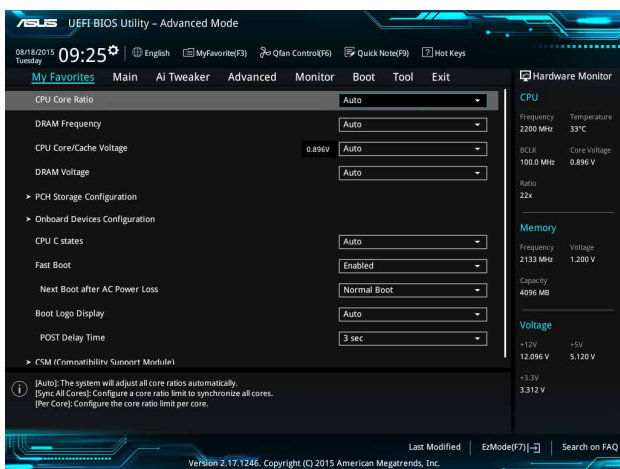 ASUS UEFI BIOS Utility – Advanced Mode
08/18/2015 Tuesday 09:25 English MyFavorite(F3) Qfan Control(F6) Quick Note(F9) ? Hot Keys
My Favorites Main Ai Tweaker Advanced Monitor Boot Tool Exit
CPU Core Ratio Auto
DRAM Frequency Auto
CPU Core/Cache Voltage 0.896V Auto
DRAM Voltage Auto
> PCH Storage Configuration
> Onboard Devices Configuration
CPU C states Auto
Fast Boot Enabled
Next Boot after AC Power Loss Normal Boot
Boot Logo Display Auto
POST Delay Time 3 sec
> CSM (Compatibility Support Module)
[Auto]: The system will adjust all core ratios automatically.
[Sync All Cores]: Configure a core ratio limit to synchronize all cores.
[Per Core]: Configure the core ratio limit per core.
Hardware Monitor
CPU
Frequency Temperature
2200 MHz 33°C
BCLK Core Voltage
100.0 MHz 0.896 V
Ratio
22x
Memory
Frequency Voltage
2133 MHz 1.200 V
Capacity
4096 MB
Voltage
+12V +5V
12.096 V 5.120 V
+3.3V
3.312 V
Last Modified EzMode(F7) Search on FAQ
Version 2.17.1246. Copyright (C) 2015 American Megatrends, Inc.